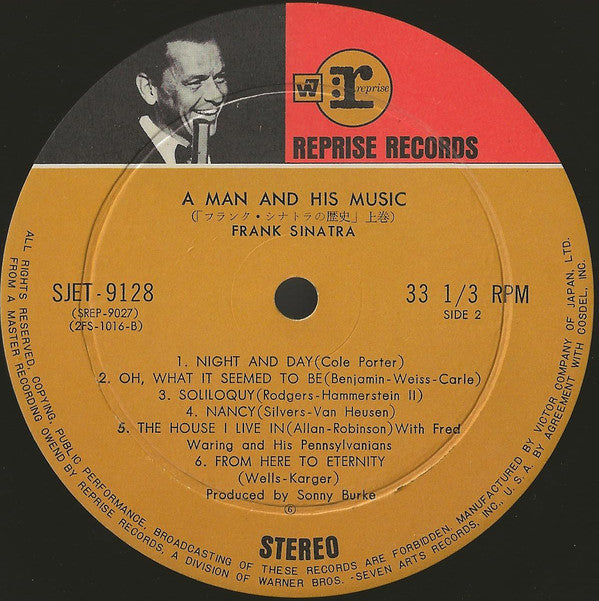 W7
r
reprise
REPRISE RECORDS
A MAN AND HIS MUSIC
(「フランク・シナトラの歴史」上巻)
FRANK SINATRA
SJET-9128
(SREP-9027)
(2FS-1016-B)
33 1/3 RPM
SIDE 2
1. NIGHT AND DAY(Cole Porter)
2. OH, WHAT IT SEEMED TO BE(Benjamin-Weiss-Carle)
3. SOLILOQUY(Rodgers-Hammerstein II)
4. NANCY(Silvers-Van Heusen)
5. THE HOUSE I LIVE IN(Allan-Robinson)With Fred
Waring and His Pennsylvanians
6. FROM HERE TO ETERNITY
(Wells-Karger)
Produced by Sonny Burke
⑥
STEREO
ALL RIGHTS RESERVED. COPYING, PUBLIC PERFORMANCE, BROADCASTING OF THESE RECORDS ARE FORBIDDEN. MANUFACTURED BY VICTOR COMPANY OF JAPAN, LTD.
FROM A MASTER RECORDING OWEND BY REPRISE RECORDS, A DIVISION OF WARNER BROS. -SEVEN ARTS RECORDS, INC., U.S.A. BY AGREEMENT WITH COSDEL, INC.